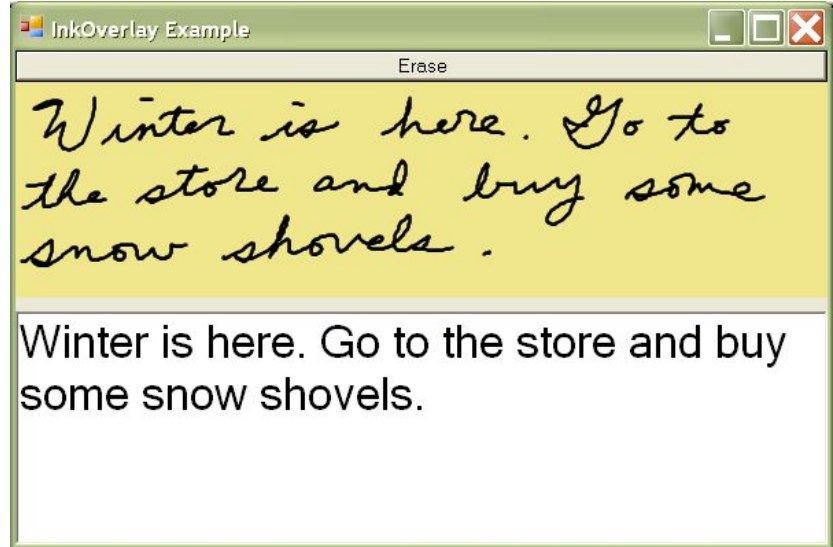 InkOverlay Example
Erase
Winter is here. Go to
the store and buy some
snow shovels.
Winter is here. Go to the store and buy
some snow shovels.